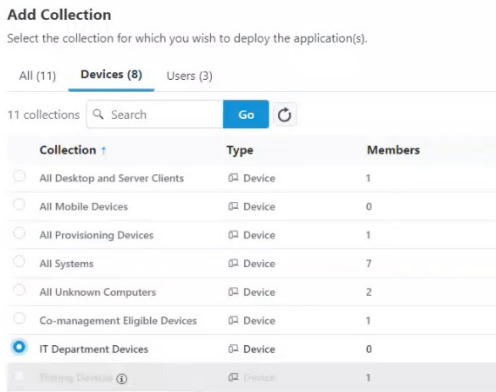 Add Collection
Select the collection for which you wish to deploy the application(s).
All (11) Devices (8) Users (3)
11 collections Search Go
Collection ↑ Type Members
All Desktop and Server Clients Device 1
All Mobile Devices Device 0
All Provisioning Devices Device 1
All Systems Device 7
All Unknown Computers Device 2
Co-management Eligible Devices Device 1
IT Department Devices Device 0
Testing Devices Device 1